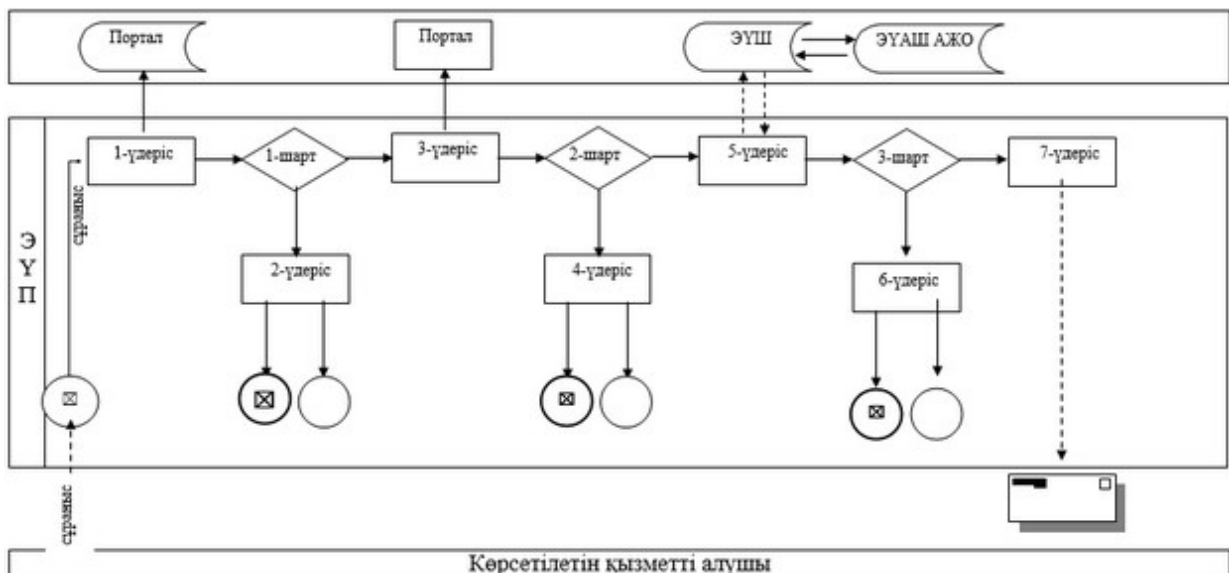 Портал
Портал
ЭҮШ
ЭҮАШ АЖО
1-үдеріс
1-шарт
3-үдеріс
2-шарт
5-үдеріс
3-шарт
7-үдеріс
сұраныс
Э
Ү
П
2-үдеріс
4-үдеріс
6-үдеріс
сұраныс
Көрсетілетін қызметті алушы